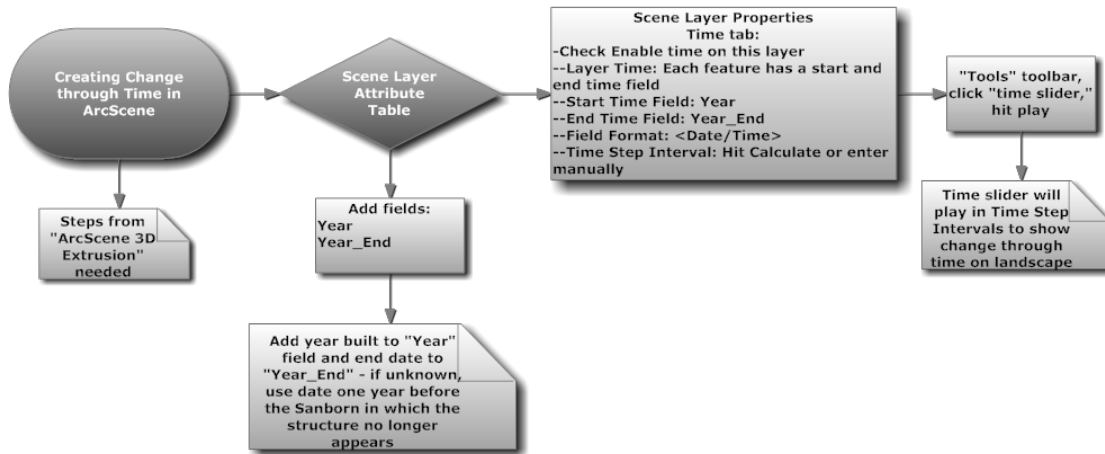 Creating Change
through Time in
ArcScene
Steps from
"ArcScene 3D
Extrusion"
needed
Scene Layer
Attribute
Table
Add fields:
Year
Year_End
Add year built to "Year"
field and end date to
"Year_End" - if unknown,
use date one year before
the Sanborn in which the
structure no longer
appears
Scene Layer Properties
Time tab:
-Check Enable time on this layer
--Layer Time: Each feature has a start and
end time field
--Start Time Field: Year
--End Time Field: Year_End
--Field Format: <Date/Time>
--Time Step Interval: Hit Calculate or enter
manually
"Tools" toolbar,
click "time slider,"
hit play
Time slider will
play in Time Step
Intervals to show
change through
time on landscape